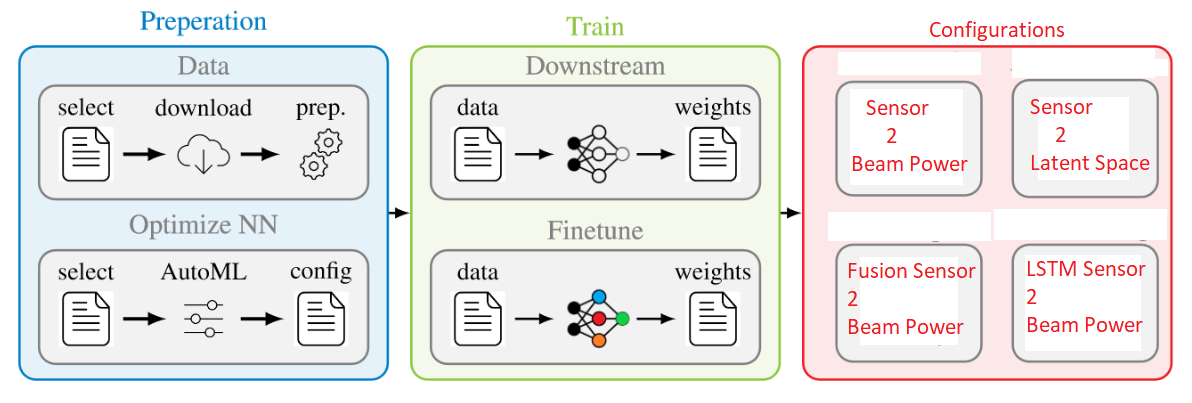 Preperation
Train
Configurations
Data
select
download
prep.
Optimize NN
select
AutoML
config
Downstream
data
weights
Finetune
data
weights
Sensor
2
Beam Power
Sensor
2
Latent Space
Fusion Sensor
2
Beam Power
LSTM Sensor
2
Beam Power